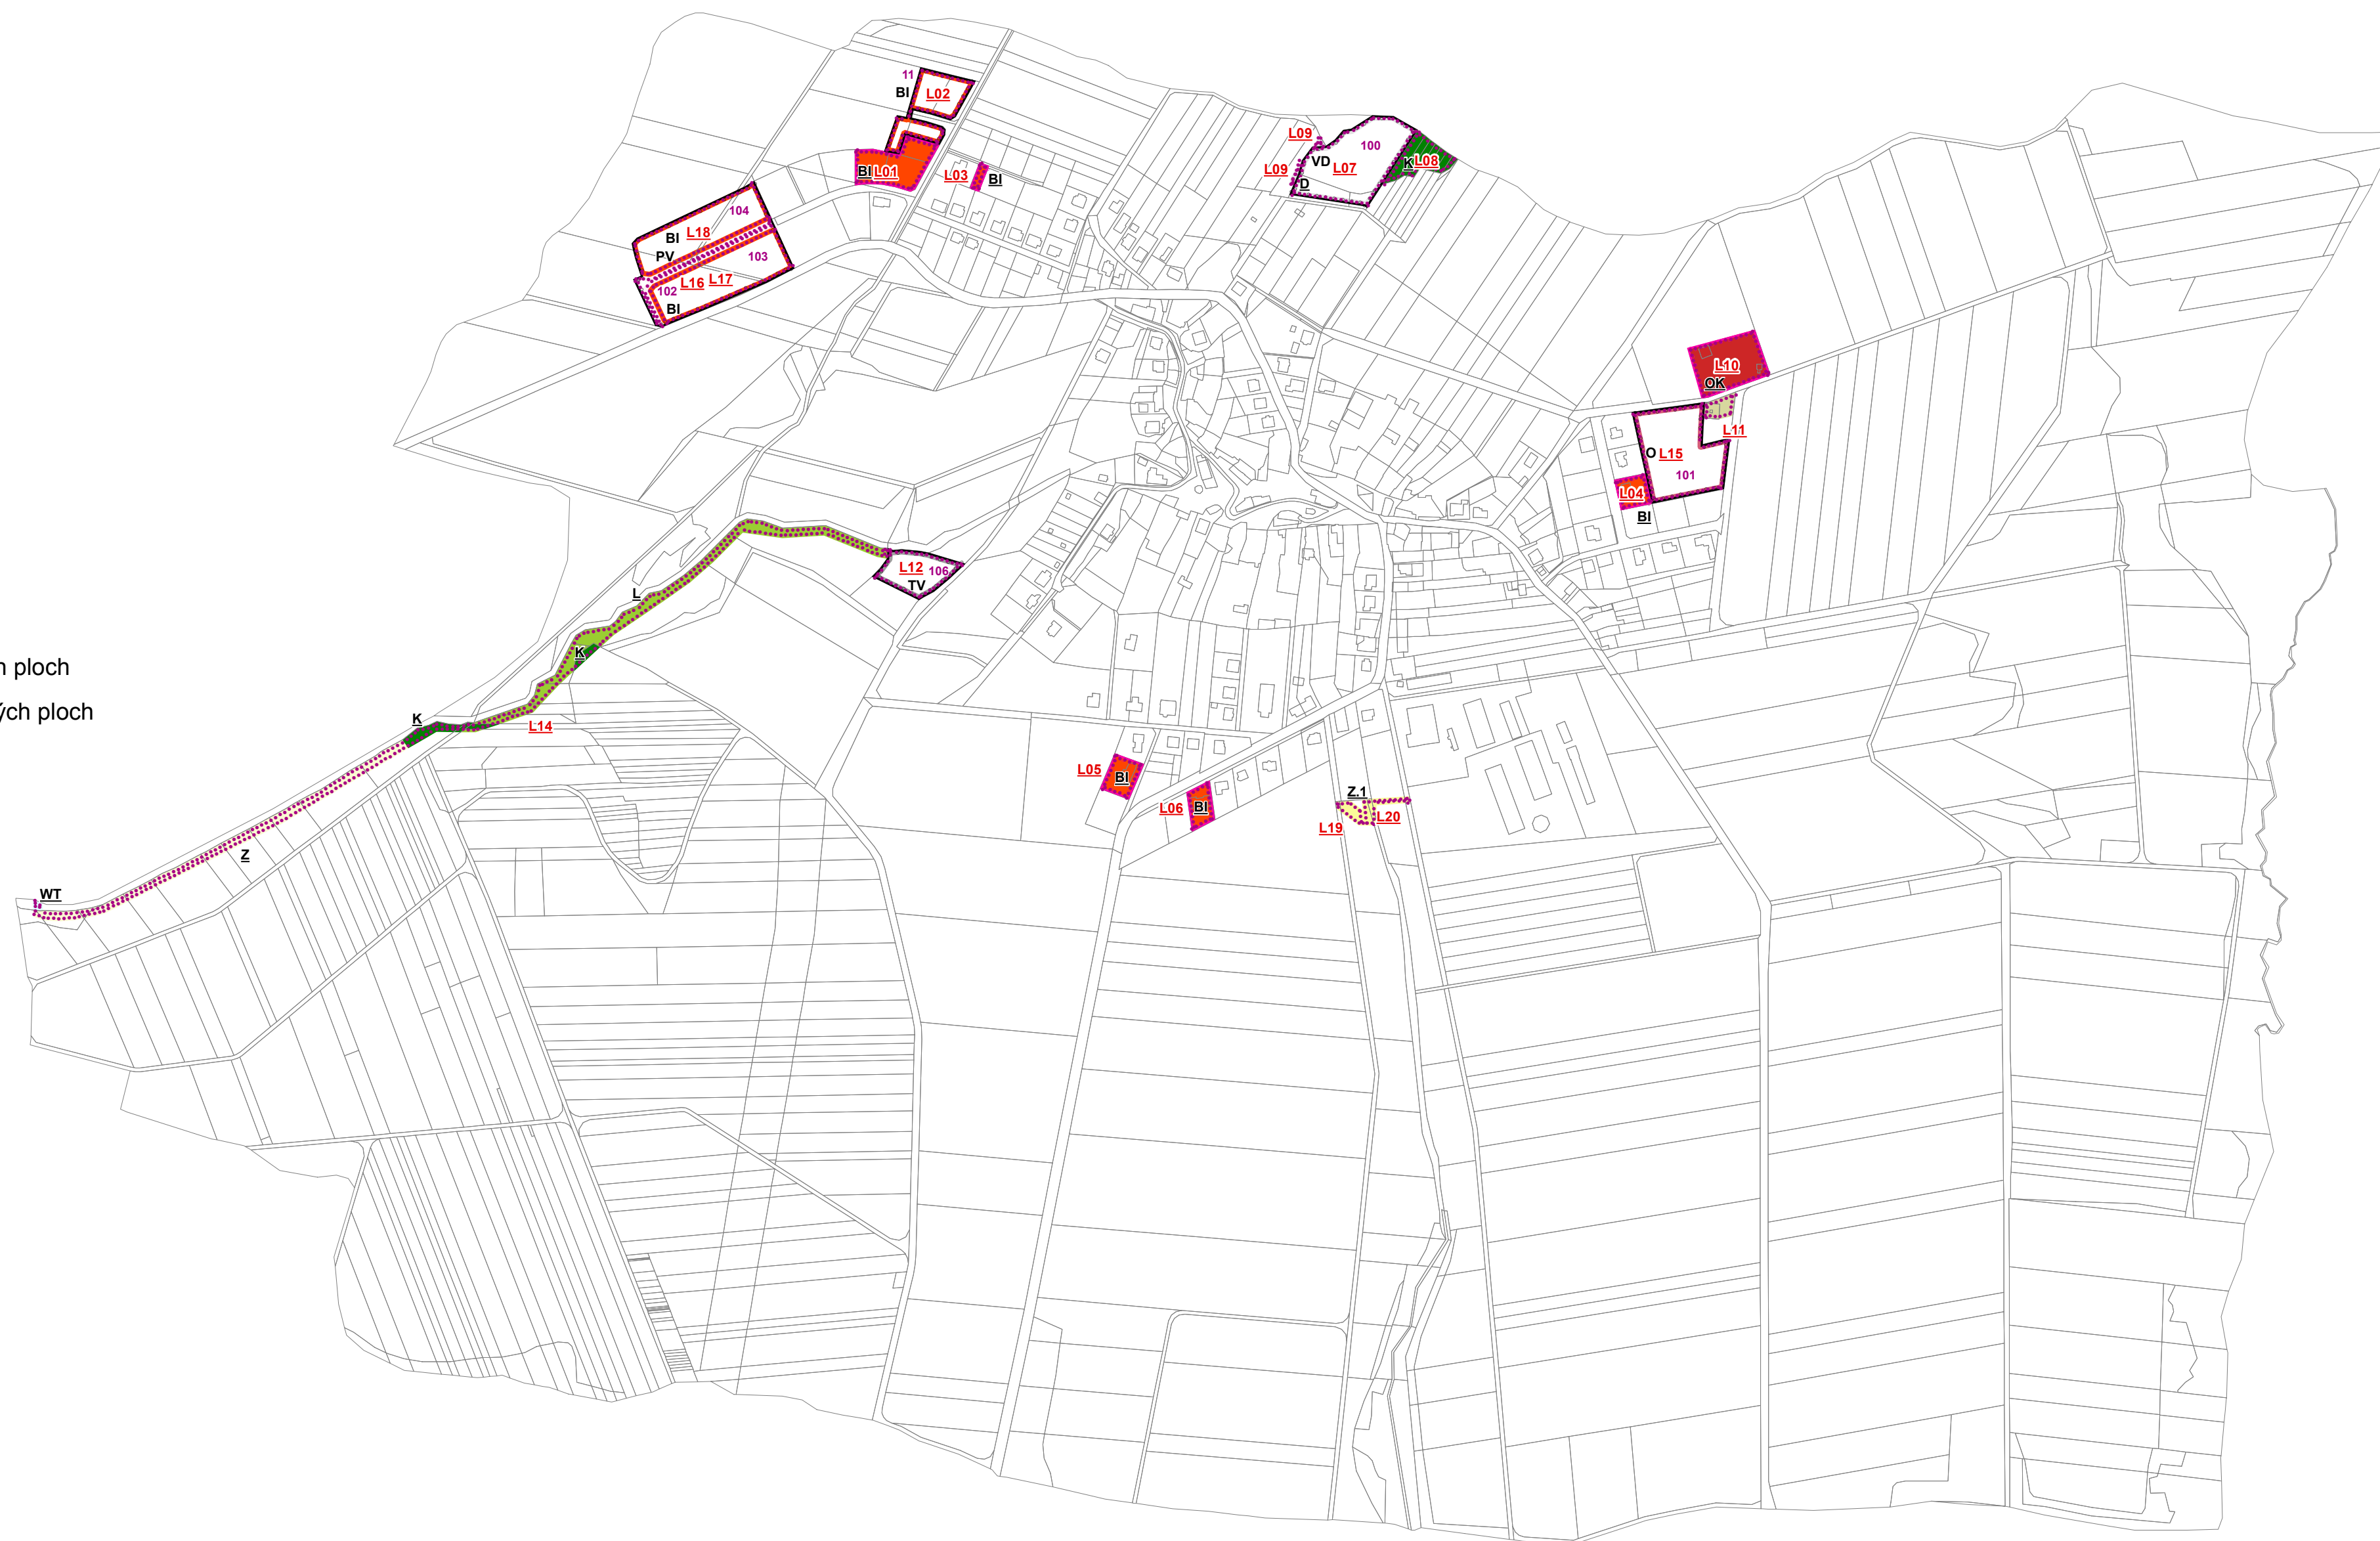 11
BI
L02
BI L01
L03
BI
L09
L09
VD
D
L07
100
K L08
104
BI
L18
PV
103
102
L16
L17
BI
L10
OK
L11
O L15
101
L04
BI
L12
106
TV
L
K
n ploch
ých ploch
K
L14
L05
BI
L06
BI
Z.1
L19
L20
Z
WT